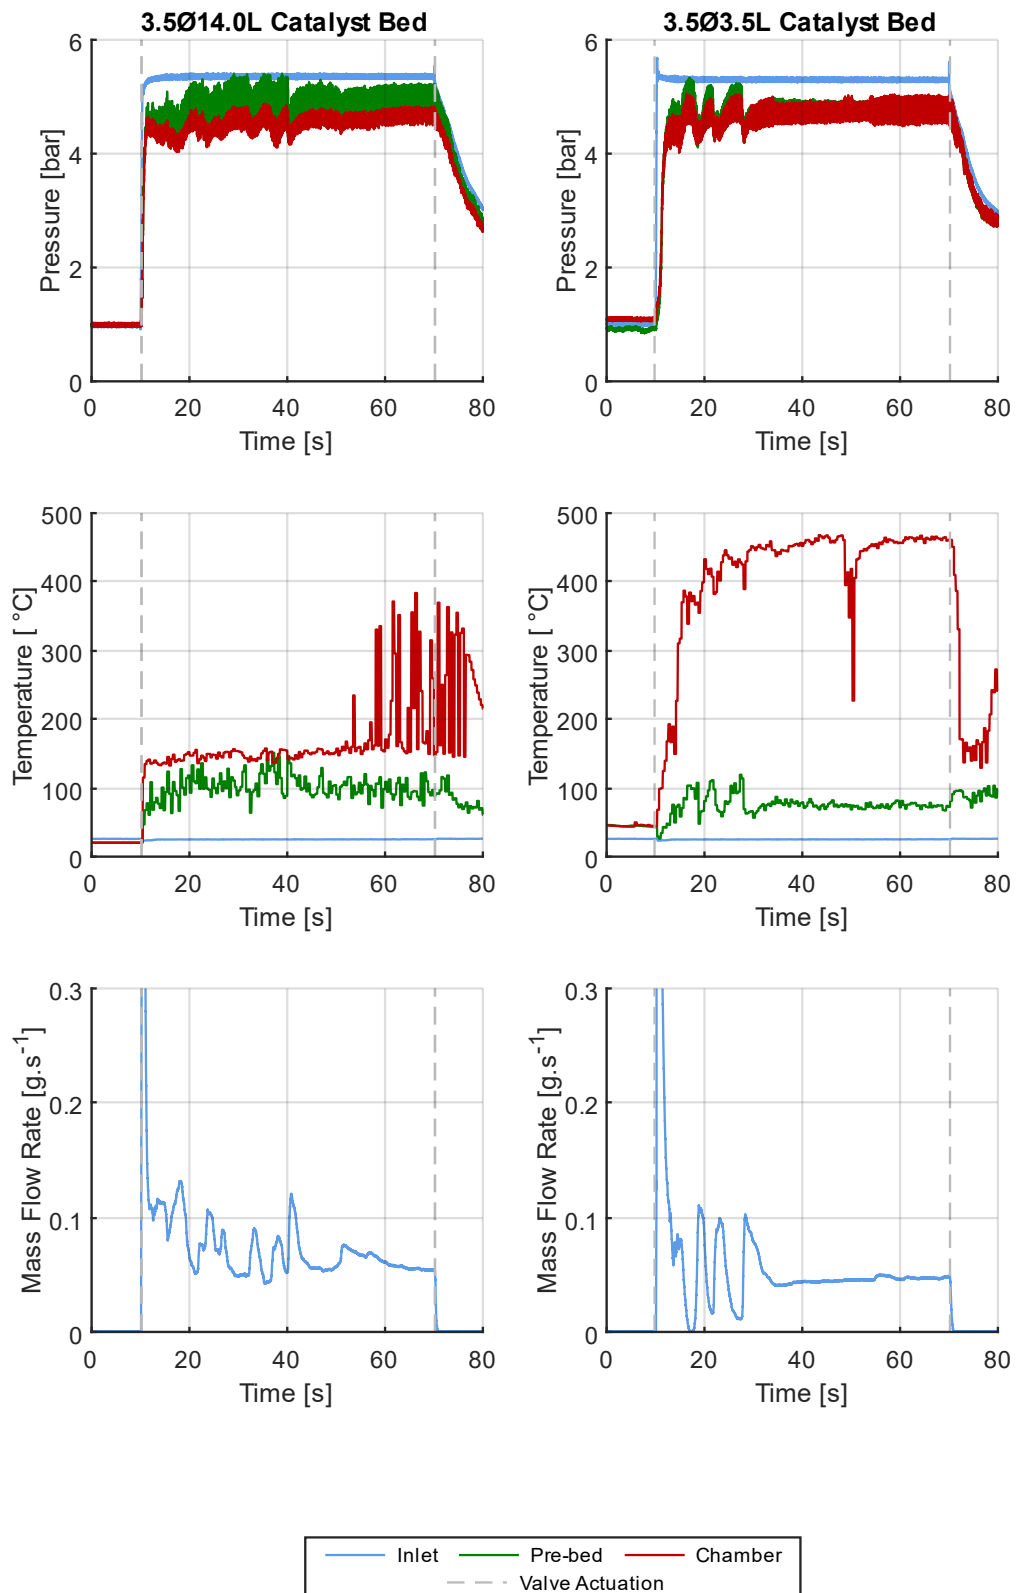 3.5Ø14.0L Catalyst Bed
3.5Ø3.5L Catalyst Bed
Pressure [bar]
6
4
2
0
0 20 40 60 80
Time [s]
Pressure [bar]
6
4
2
0
0 20 40 60 80
Time [s]
Temperature [ °C]
500
400
300
200
100
0
0 20 40 60 80
Time [s]
Temperature [ °C]
500
400
300
200
100
0
0 20 40 60 80
Time [s]
Mass Flow Rate [g.s⁻¹]
0.3
0.2
0.1
0
0 20 40 60 80
Time [s]
Mass Flow Rate [g.s⁻¹]
0.3
0.2
0.1
0
0 20 40 60 80
Time [s]
Inlet Pre-bed Chamber
Valve Actuation